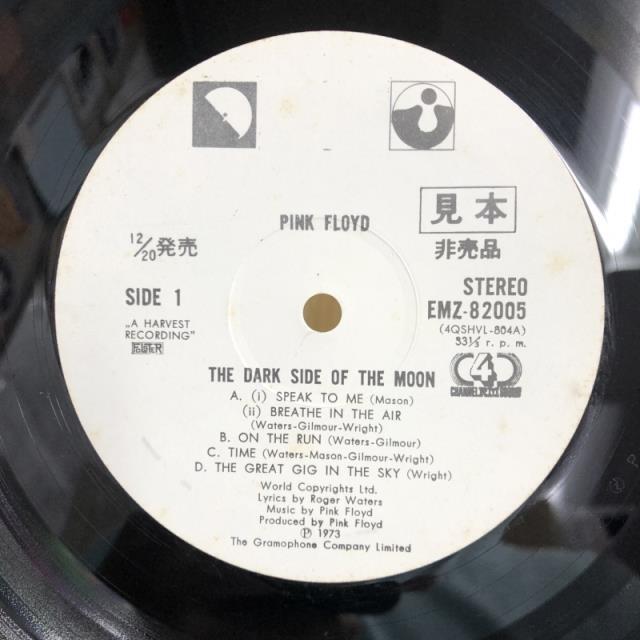 PINK FLOYD
見本
非売品
12/20発売
SIDE 1
STEREO
EMZ-82005
(4QSHVL-804A)
33⅓ r. p. m.
„A HARVEST
RECORDING"
4
THE DARK SIDE OF THE MOON
A. (i) SPEAK TO ME (Mason)
(ii) BREATHE IN THE AIR
(Waters-Gilmour-Wright)
B. ON THE RUN (Waters-Gilmour)
C. TIME (Waters-Mason-Gilmour-Wright)
D. THE GREAT GIG IN THE SKY (Wright)
World Copyrights Ltd.
Lyrics by Roger Waters
Music by Pink Floyd
Produced by Pink Floyd
Ⓟ 1973
The Gramophone Company Limited